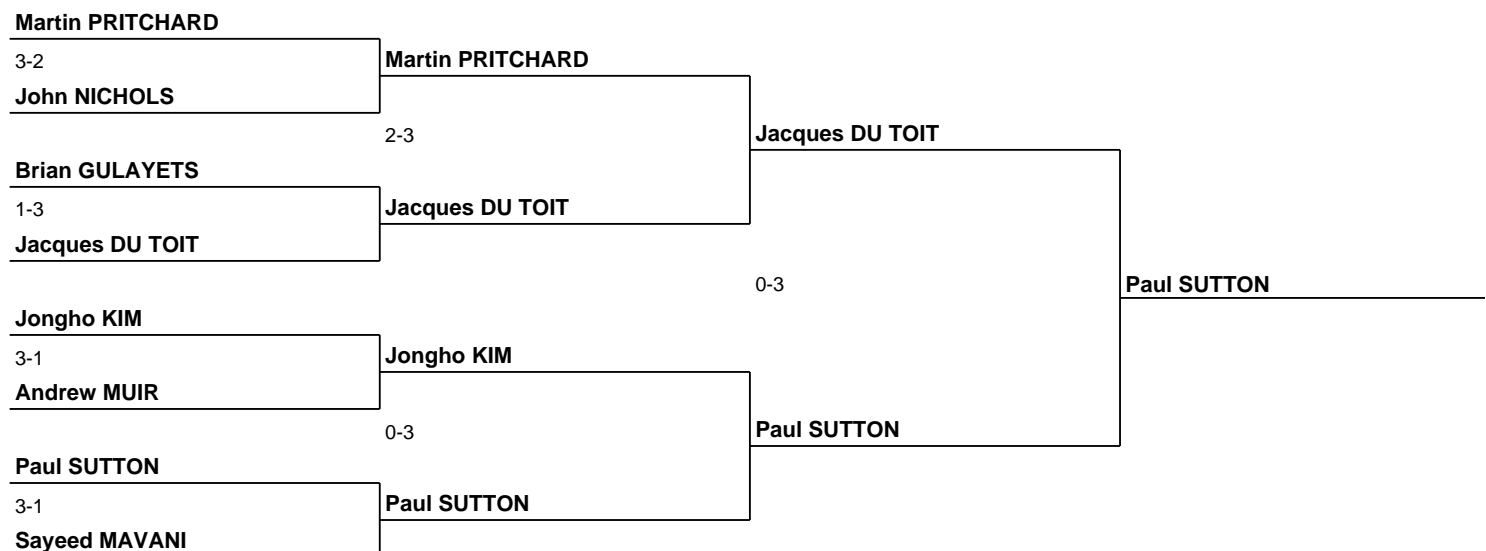 Martin PRITCHARD
3-2
Martin PRITCHARD
John NICHOLS
2-3
Jacques DU TOIT
Brian GULAYETS
1-3
Jacques DU TOIT
Jacques DU TOIT
0-3
Paul SUTTON
Jongho KIM
3-1
Jongho KIM
Andrew MUIR
0-3
Paul SUTTON
Paul SUTTON
3-1
Paul SUTTON
Sayeed MAVANI